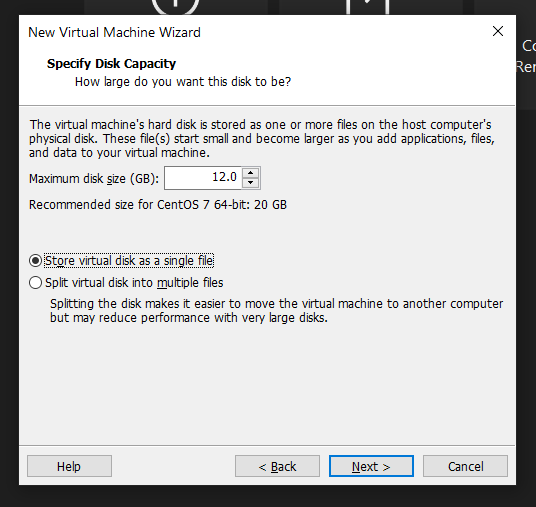 New Virtual Machine Wizard
Specify Disk Capacity
How large do you want this disk to be?
The virtual machine's hard disk is stored as one or more files on the host computer's
physical disk. These file(s) start small and become larger as you add applications, files,
and data to your virtual machine.
Maximum disk size (GB): 12.0
Recommended size for CentOS 7 64-bit: 20 GB
Store virtual disk as a single file
Split virtual disk into multiple files
Splitting the disk makes it easier to move the virtual machine to another computer
but may reduce performance with very large disks.
Help < Back Next > Cancel